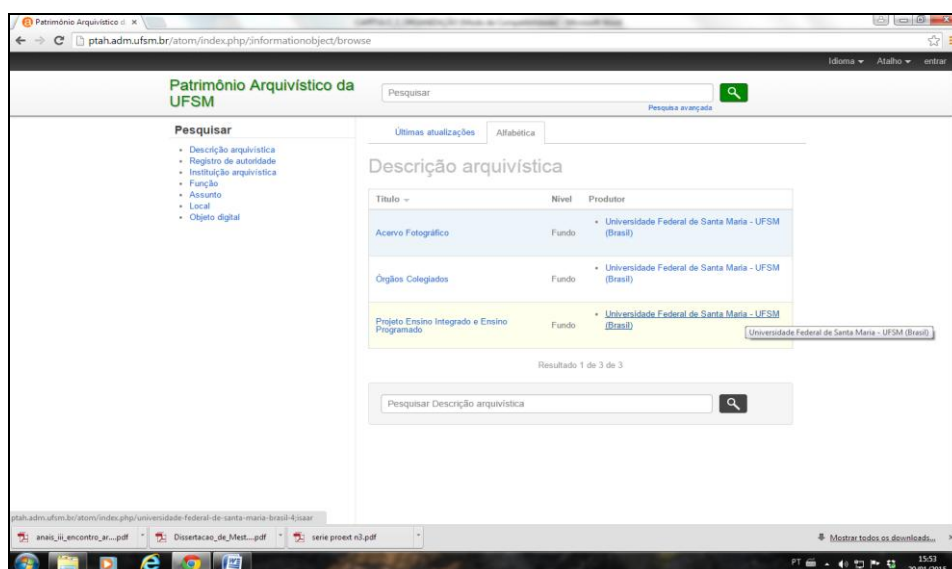 Patrimônio Arquivístico d
ptah.adm.ufsm.br/atom/index.php/;informationobject/browse
Idioma Atalho entrar
Patrimônio Arquivístico da
UFSM
Pesquisar
Pesquisa avançada
Pesquisar
Descrição arquivística
Registro de autoridade
Instituição arquivística
Função
Assunto
Local
Objeto digital
Últimas atualizações Alfabética
Descrição arquivística
Título Nível Produtor
Acervo Fotográfico Fundo Universidade Federal de Santa Maria - UFSM
(Brasil)
Órgãos Colegiados Fundo Universidade Federal de Santa Maria - UFSM
(Brasil)
Projeto Ensino Integrado e Ensino
Programado Fundo Universidade Federal de Santa Maria - UFSM
(Brasil)
Universidade Federal de Santa Maria - UFSM (Brasil)
Resultado 1 de 3 de 3
Pesquisar Descrição arquivística
ptah.adm.ufsm.br/atom/index.php/universidade-federal-de-santa-maria-brasil-4;isaar
anais_iii_encontro_ar....pdf Dissertacao_de_Mest....pdf serie proext n3.pdf Mostrar todos os downloads...
PT 15:53
20/01/2015